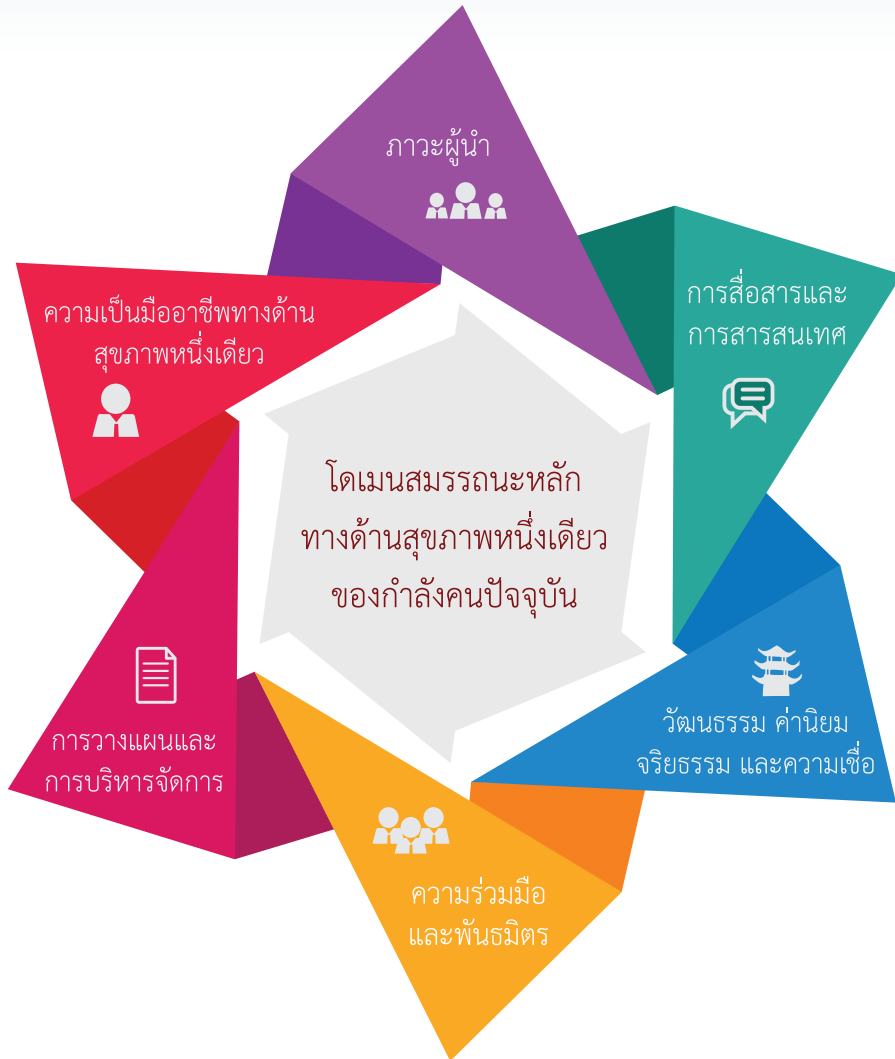 ภาวะผู้นำ
การสื่อสารและ
การสารสนเทศ
ความเป็นมืออาชีพทางด้าน
สุขภาพหนึ่งเดียว
โดเมนสมรรถนะหลัก
ทางด้านสุขภาพหนึ่งเดียว
ของกำลังคนปัจจุบัน
วัฒนธรรม ค่านิยม
จริยธรรม และความเชื่อ
การวางแผนและ
การบริหารจัดการ
ความร่วมมือ
และพันธมิตร